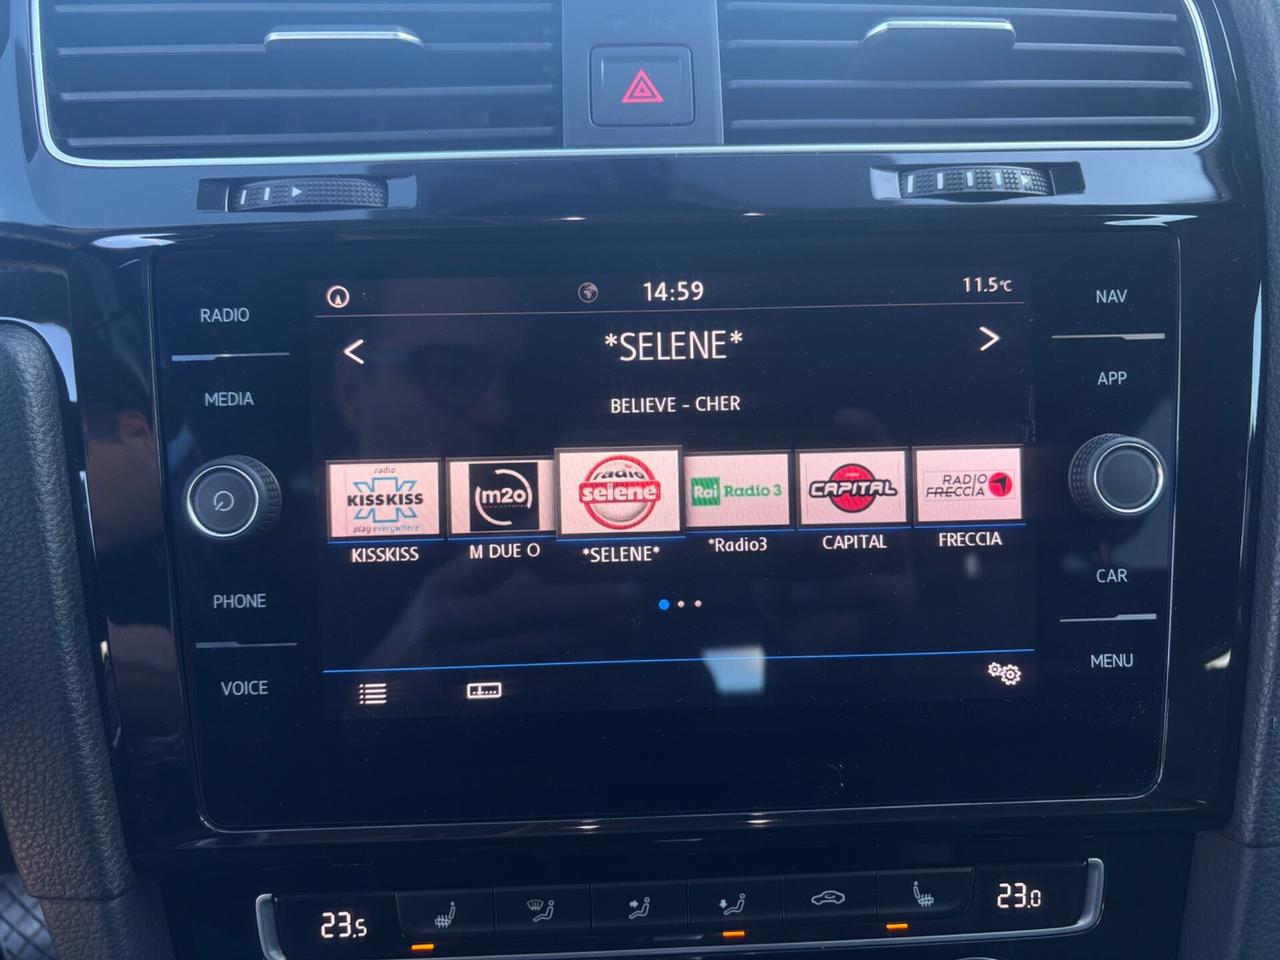 RADIO
MEDIA
PHONE
VOICE
14:59
11.5°C
*SELENE*
BELIEVE - CHER
radio
KISSKISS
play everywhere
m2o
radio
selene
Rai Radio 3
CAPITAL
RADIO
FRECCIA
KISSKISS
M DUE O
*SELENE*
*Radio3
CAPITAL
FRECCIA
NAV
APP
CAR
MENU
23.5
23.0